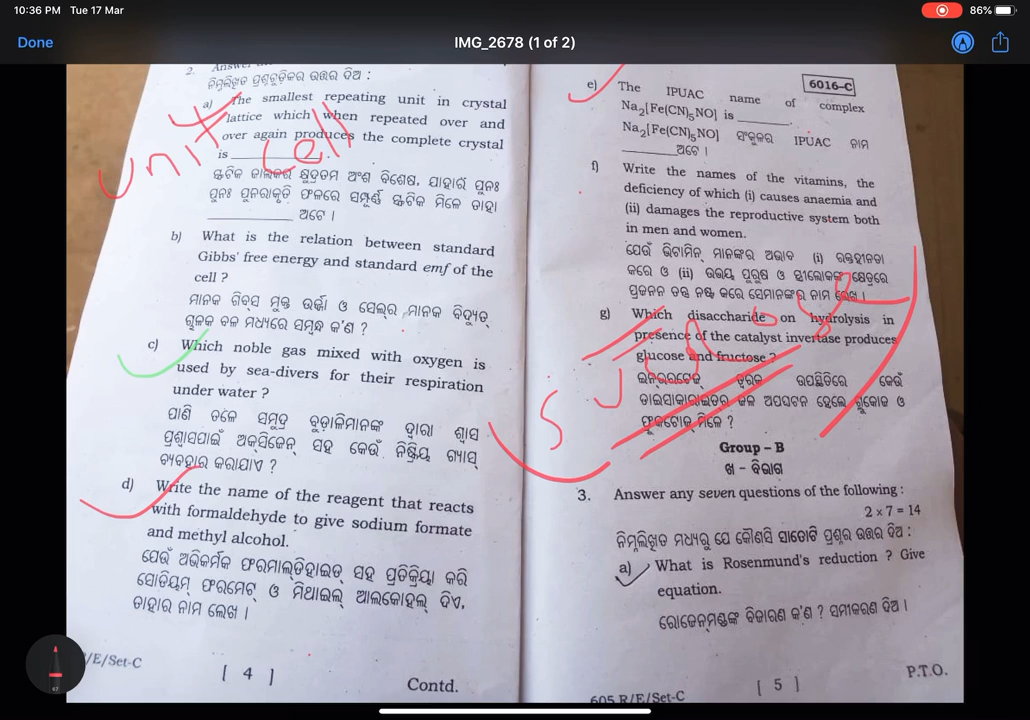 10:36 PM Tue 17 Mar
86%
Done
IMG_2678 (1 of 2)
2.
ନିମ୍ନଲିଖିତ ପ୍ରଶ୍ନଗୁଡ଼ିକର ଉତ୍ତର ଦିଅ :
a) The smallest repeating unit in crystal
lattice which when repeated over and
over again produces the complete crystal
is __________ .
unit cell
ସ୍ଫଟିକ ଜାଲକର କ୍ଷୁଦ୍ରତମ ଅଂଶ ବିଶେଷ, ଯାହାର ପୁନଃ
ପୁନଃ ପୁନରାକୃତି ଫଳରେ ସମ୍ପୂର୍ଣ୍ଣ ସ୍ଫଟିକ ମିଳେ ତାହା
__________ ଅଟେ ।
b) What is the relation between standard
Gibbs' free energy and standard emf of the
cell ?
ମାନକ ଗିବ୍‌ସ୍ ମୁକ୍ତ ଊର୍ଜା ଓ ସେଲ୍‌ର ମାନକ ବିଦ୍ୟୁତ୍
ଚାଳକ ବଳ ମଧ୍ୟରେ ସମ୍ବନ୍ଧ କ'ଣ ?
c) Which noble gas mixed with oxygen is
used by sea-divers for their respiration
under water ?
ପାଣି ତଳେ ସମୁଦ୍ର ବୁଡ଼ାଳିମାନଙ୍କ ଦ୍ୱାରା ଶ୍ୱାସ
ପ୍ରଶ୍ୱାସପାଇଁ ଅକ୍‌ସିଜେନ୍ ସହ କେଉଁ ନିଷ୍କ୍ରିୟ ଗ୍ୟାସ୍
ବ୍ୟବହାର କରାଯାଏ ?
d) Write the name of the reagent that reacts
with formaldehyde to give sodium formate
and methyl alcohol.
ଯେଉଁ ଅଭିକର୍ମକ ଫରମାଲ୍‌ଡିହାଇଡ୍ ସହ ପ୍ରତିକ୍ରିୟା କରି
ସୋଡିୟମ୍ ଫରମେଟ୍ ଓ ମିଥାଇଲ୍ ଆଲକୋହଲ୍ ଦିଏ,
ତାହାର ନାମ ଲେଖ ।
R/E/Set-C
[ 4 ]
Contd.
6016-C
e) The IPUAC name of complex
Na₂[Fe(CN)₅NO] is ________.
Na₂[Fe(CN)₅NO] ସଂକୁଳର IPUAC ନାମ
________ଅଟେ ।
f) Write the names of the vitamins, the
deficiency of which (i) causes anaemia and
(ii) damages the reproductive system both
in men and women.
ଯେଉଁ ଭିଟାମିନ୍ ମାନଙ୍କର ଅଭାବ (i) ରକ୍ତହୀନତା
କରେ ଓ (ii) ଉଭୟ ପୁରୁଷ ଓ ସ୍ତ୍ରୀଲୋକଙ୍କ କ୍ଷେତ୍ରରେ
ପ୍ରଜନନ ତନ୍ତ୍ର ନଷ୍ଟ କରେ ସେମାନଙ୍କର ନାମ ଲେଖ ।
g) Which disaccharide on hydrolysis in
presence of the catalyst invertase produces
glucose and fructose ?
ଇନ୍‌ଭରଟେଜ୍ ତ୍ୱରକ ଉପସ୍ଥିତିରେ କେଉଁ
ଡାଇସାକାରାଇଡର ଜଳ ଅପଘଟନ ହେଲେ ଗ୍ଲୁକୋଜ ଓ
ଫ୍ରୁକଟୋଜ୍ ମିଳେ ?
Group – B
ଖ – ବିଭାଗ
3. Answer any seven questions of the following :
2 x 7 = 14
ନିମ୍ନଲିଖିତ ମଧ୍ୟରୁ ଯେ କୌଣସି ସାତୋଟି ପ୍ରଶ୍ନର ଉତ୍ତର ଦିଅ :
a) What is Rosenmund's reduction ? Give
equation.
ରୋଜେନ୍‌ମଣ୍ଡଙ୍କ ବିଜାରଣ କ'ଣ ? ସମୀକରଣ ଦିଅ ।
605 R/E/Set-C
[ 5 ]
P.T.O.